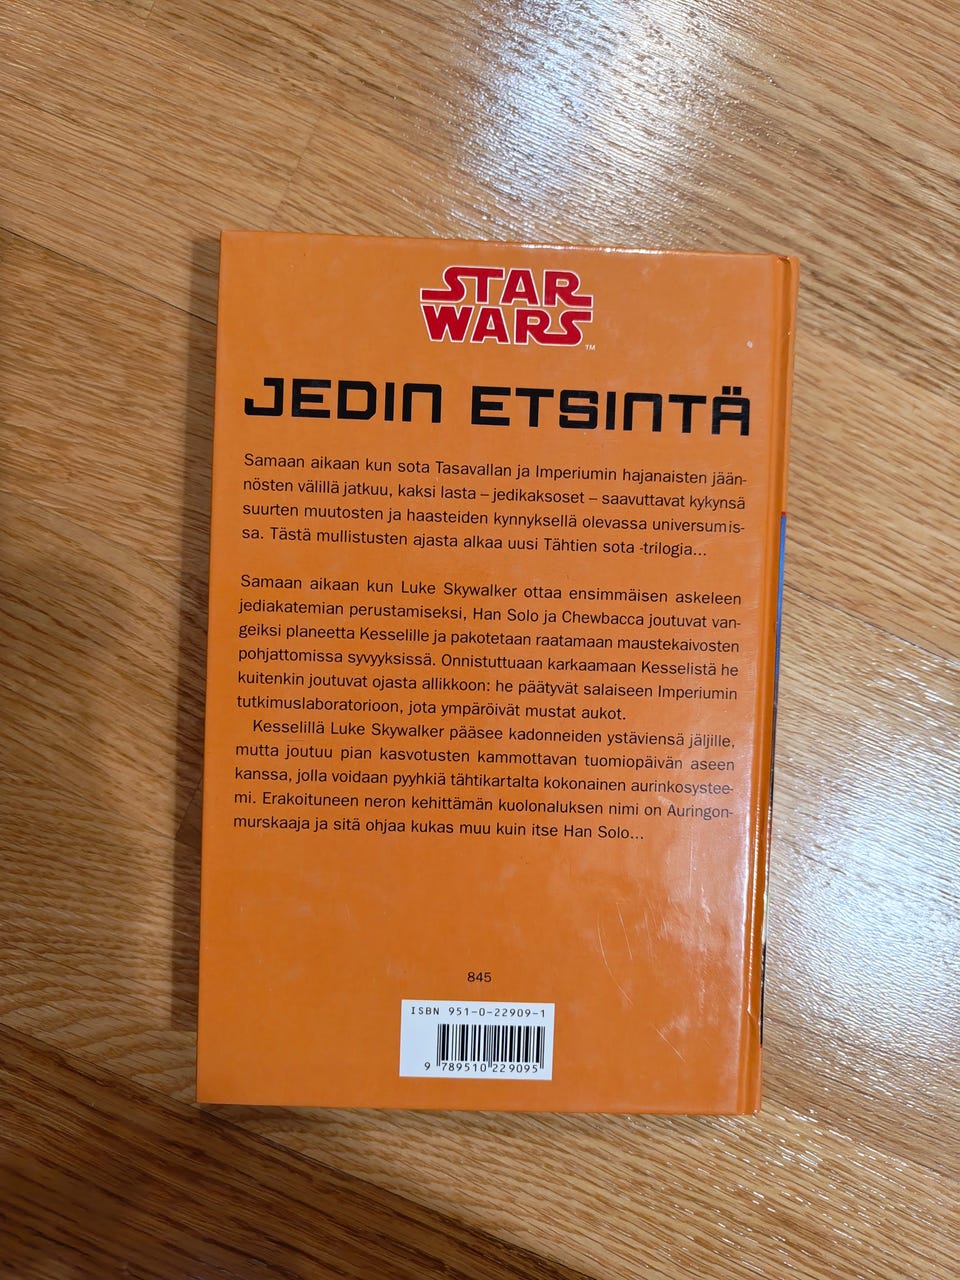 STAR
WARS
™
JEDIN ETSINTÄ
Samaan aikaan kun sota Tasavallan ja Imperiumin hajanaisten jään-
nösten välillä jatkuu, kaksi lasta – jedikaksoset – saavuttavat kykynsä
suurten muutosten ja haasteiden kynnyksellä olevassa universumis-
sa. Tästä mullistusten ajasta alkaa uusi Tähtien sota -trilogia...
Samaan aikaan kun Luke Skywalker ottaa ensimmäisen askeleen
jediakatemian perustamiseksi, Han Solo ja Chewbacca joutuvat van-
geiksi planeetta Kesselille ja pakotetaan raatamaan maustekaivosten
pohjattomissa syvyyksissä. Onnistuttuaan karkaamaan Kesselistä he
kuitenkin joutuvat ojasta allikkoon: he päätyvät salaiseen Imperiumin
tutkimuslaboratorioon, jota ympäröivät mustat aukot.
Kesselillä Luke Skywalker pääsee kadonneiden ystäviensä jäljille,
mutta joutuu pian kasvotusten kammottavan tuomiopäivän aseen
kanssa, jolla voidaan pyyhkiä tähtikartalta kokonainen aurinkosystee-
mi. Erakoituneen neron kehittämän kuolonaluksen nimi on Auringon-
murskaaja ja sitä ohjaa kukas muu kuin itse Han Solo...
845
ISBN 951-0-22909-1
9 789510 229095